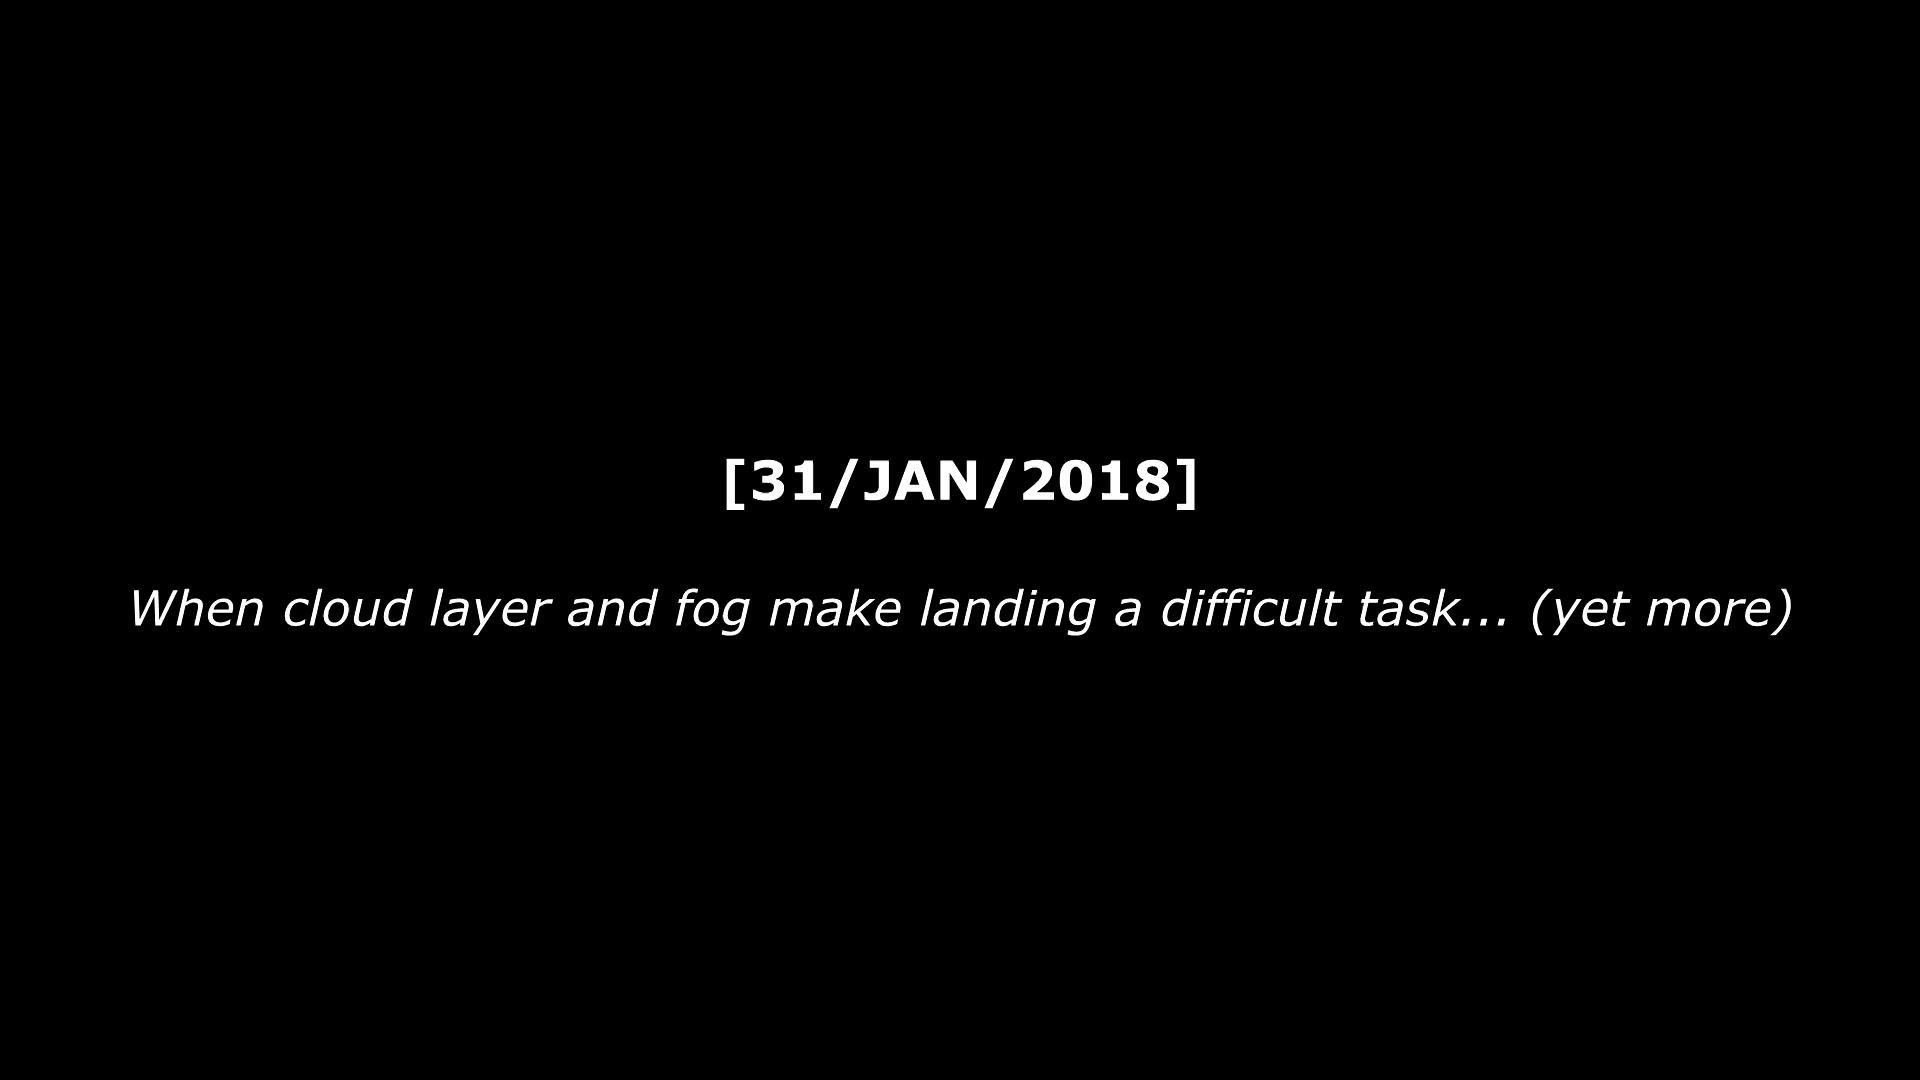 [31/JAN/2018]
When cloud layer and fog make landing a difficult task... (yet more)